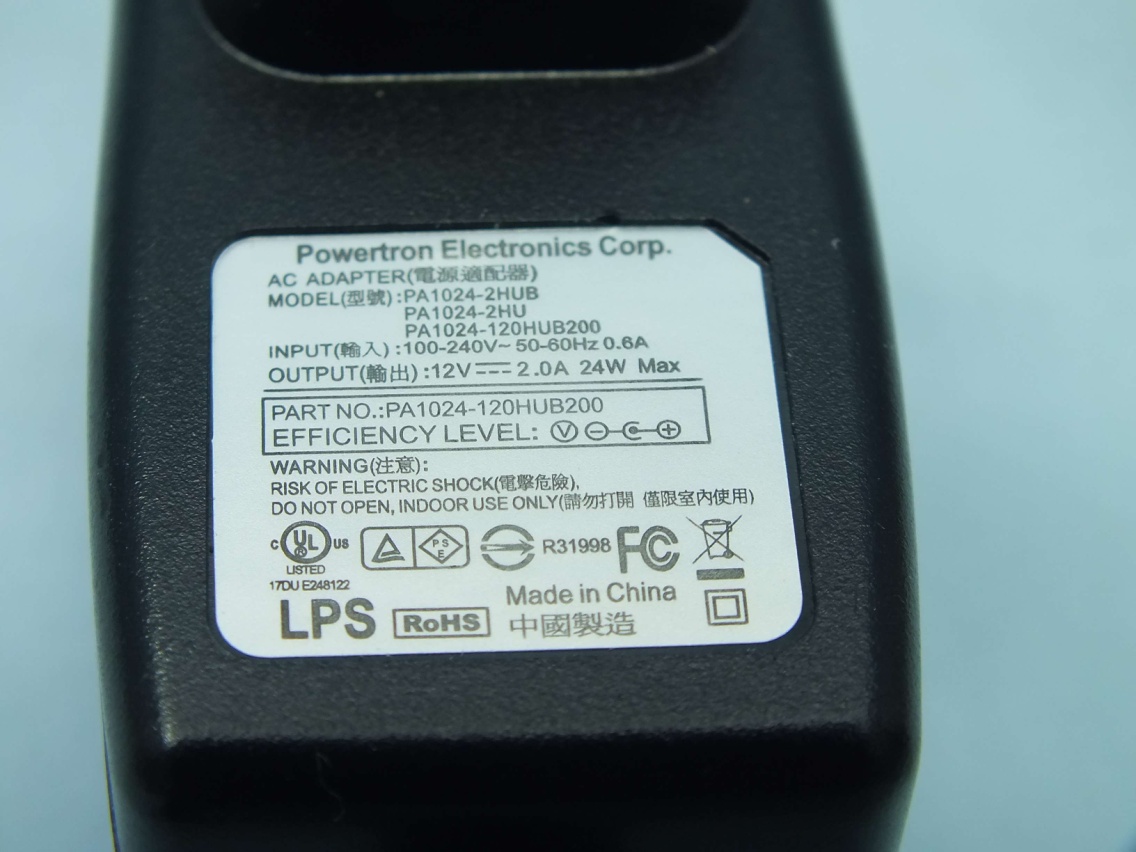 Powertron Electronics Corp.
AC ADAPTER(電源適配器)
MODEL(型號):PA1024-2HUB
PA1024-2HU
PA1024-120HUB200
INPUT(輸入):100-240V~ 50-60Hz 0.6A
OUTPUT(輸出):12V⎓2.0A 24W Max
PART NO.:PA1024-120HUB200
EFFICIENCY LEVEL: V
WARNING(注意):
RISK OF ELECTRIC SHOCK(電擊危險),
DO NOT OPEN, INDOOR USE ONLY(請勿打開 僅限室內使用)
C UL US PS E R31998 FC
LISTED
17DU E248122
Made in China
LPS RoHS 中國製造